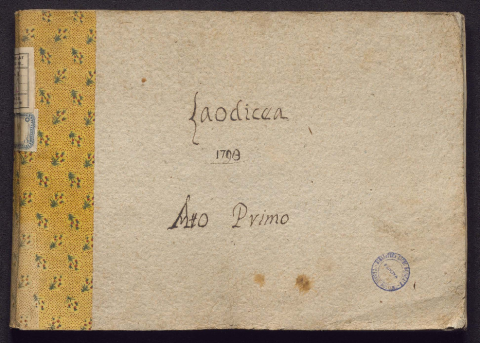 Laodicea
1708
Atto Primo